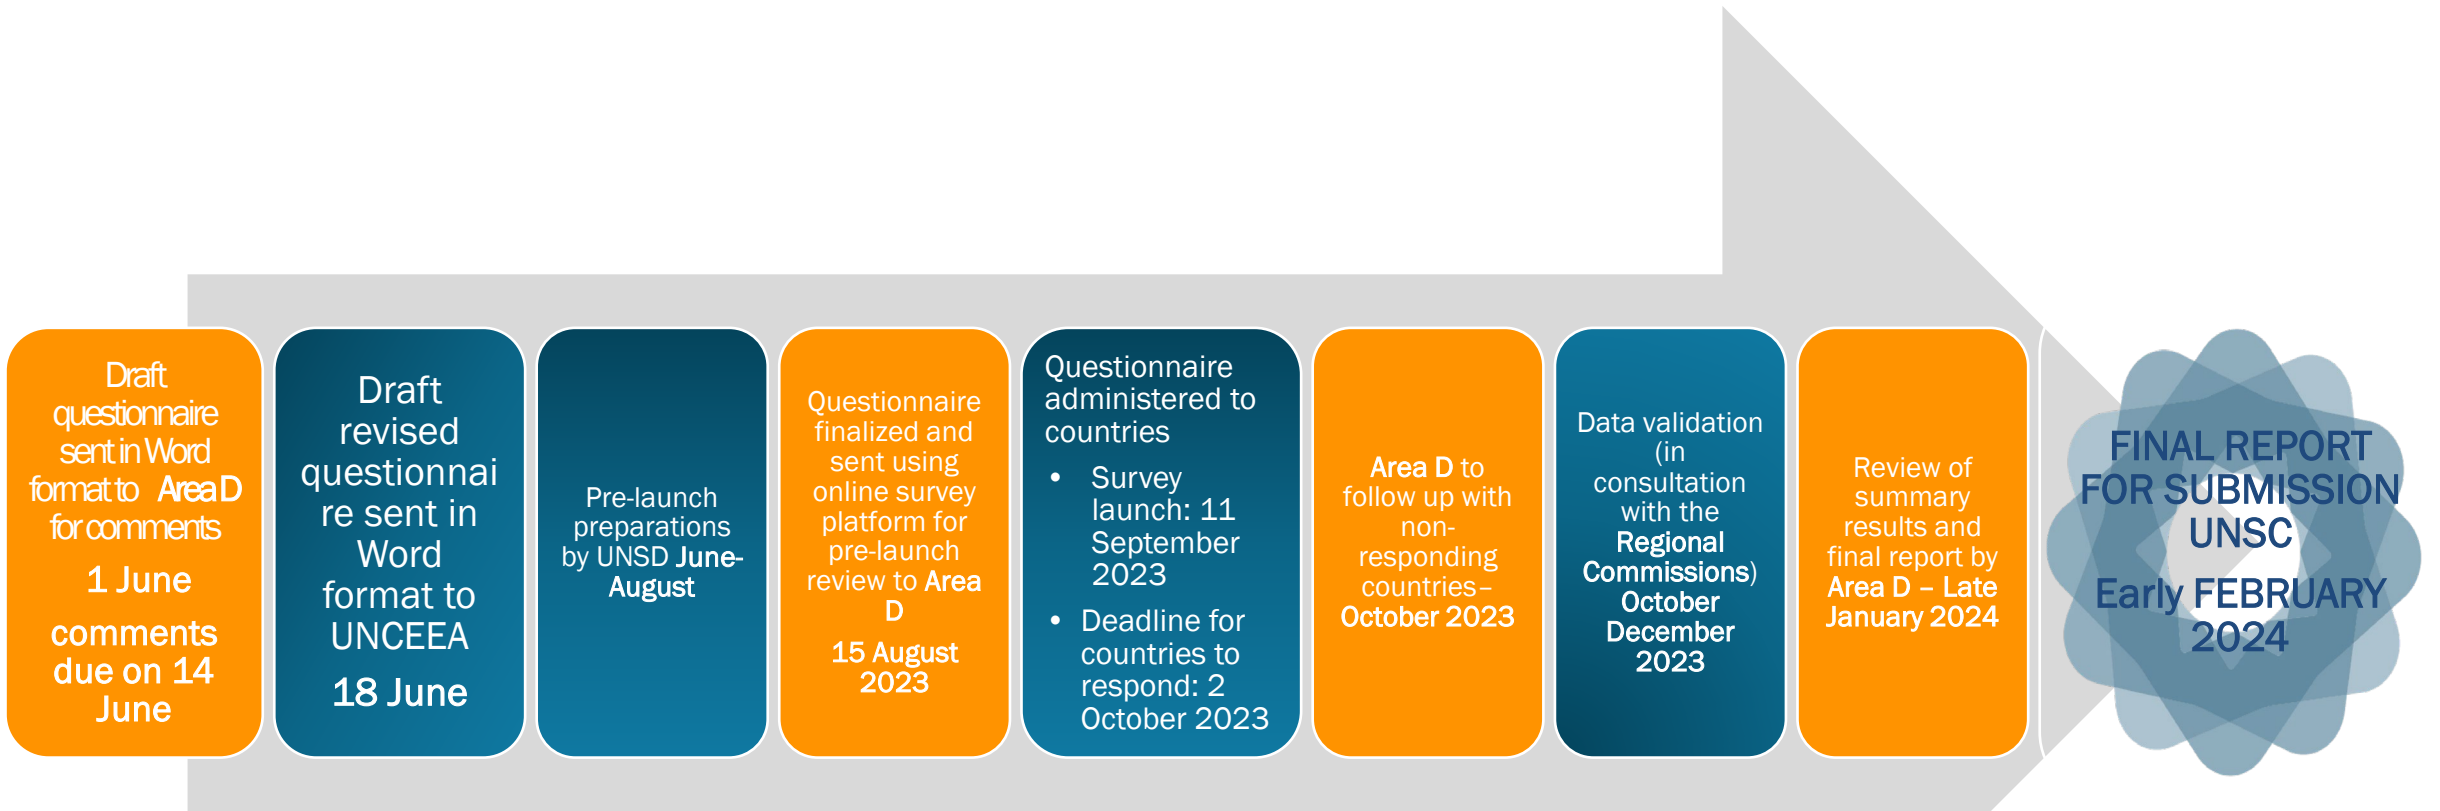 Draft
questionnaire
sent in Word
format to Area D
for comments
1 June
comments
due on 14
June
Draft
revised
questionnai
re sent in
Word
format to
UNCEEA
18 June
Pre-launch
preparations
by UNSD June-
August
Questionnaire
finalized and
sent using
online survey
platform for
pre-launch
review to Area
D
15 August
2023
Questionnaire
administered to
countries
• Survey
launch: 11
September
2023
• Deadline for
countries to
respond: 2
October 2023
Area D to
follow up with
non-
responding
countries–
October 2023
Data validation
(in
consultation
with the
Regional
Commissions)
October
December
2023
Review of
summary
results and
final report by
Area D – Late
January 2024
FINAL REPORT
FOR SUBMISSION
UNSC
Early FEBRUARY
2024